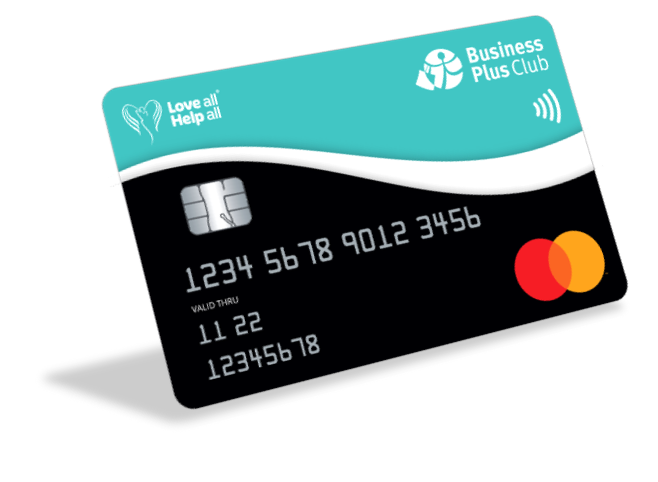 Love all
Help all
Business
Plus Club
1234 5678 9012 3456
VALID THRU
11 22
12345678